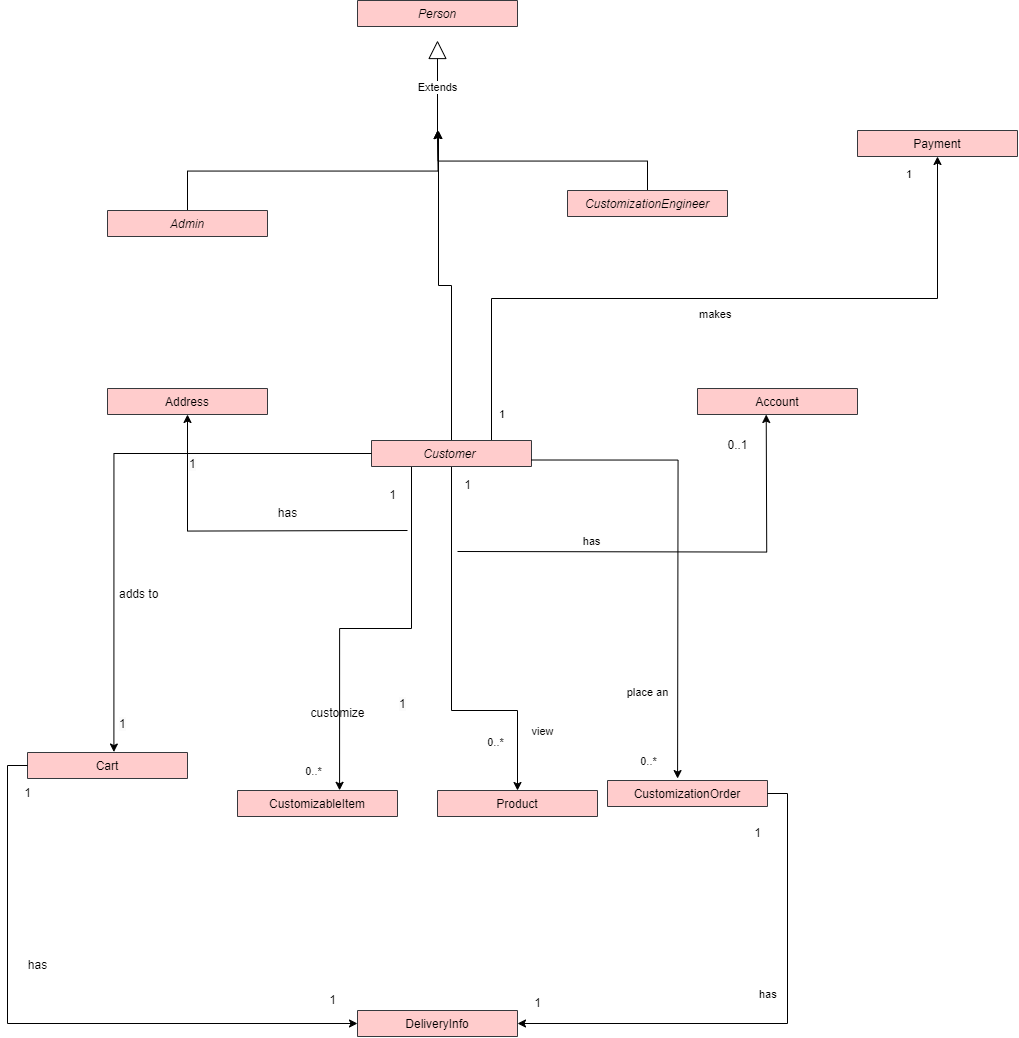 Person
Extends
Payment
1
CustomizationEngineer
Admin
makes
Address
Account
1
0..1
Customer
1
1
1
has
has
adds to
place an
1
customize
1
view
0..*
0..*
0..*
Cart
1
CustomizableItem
Product
CustomizationOrder
1
has
has
1
1
DeliveryInfo